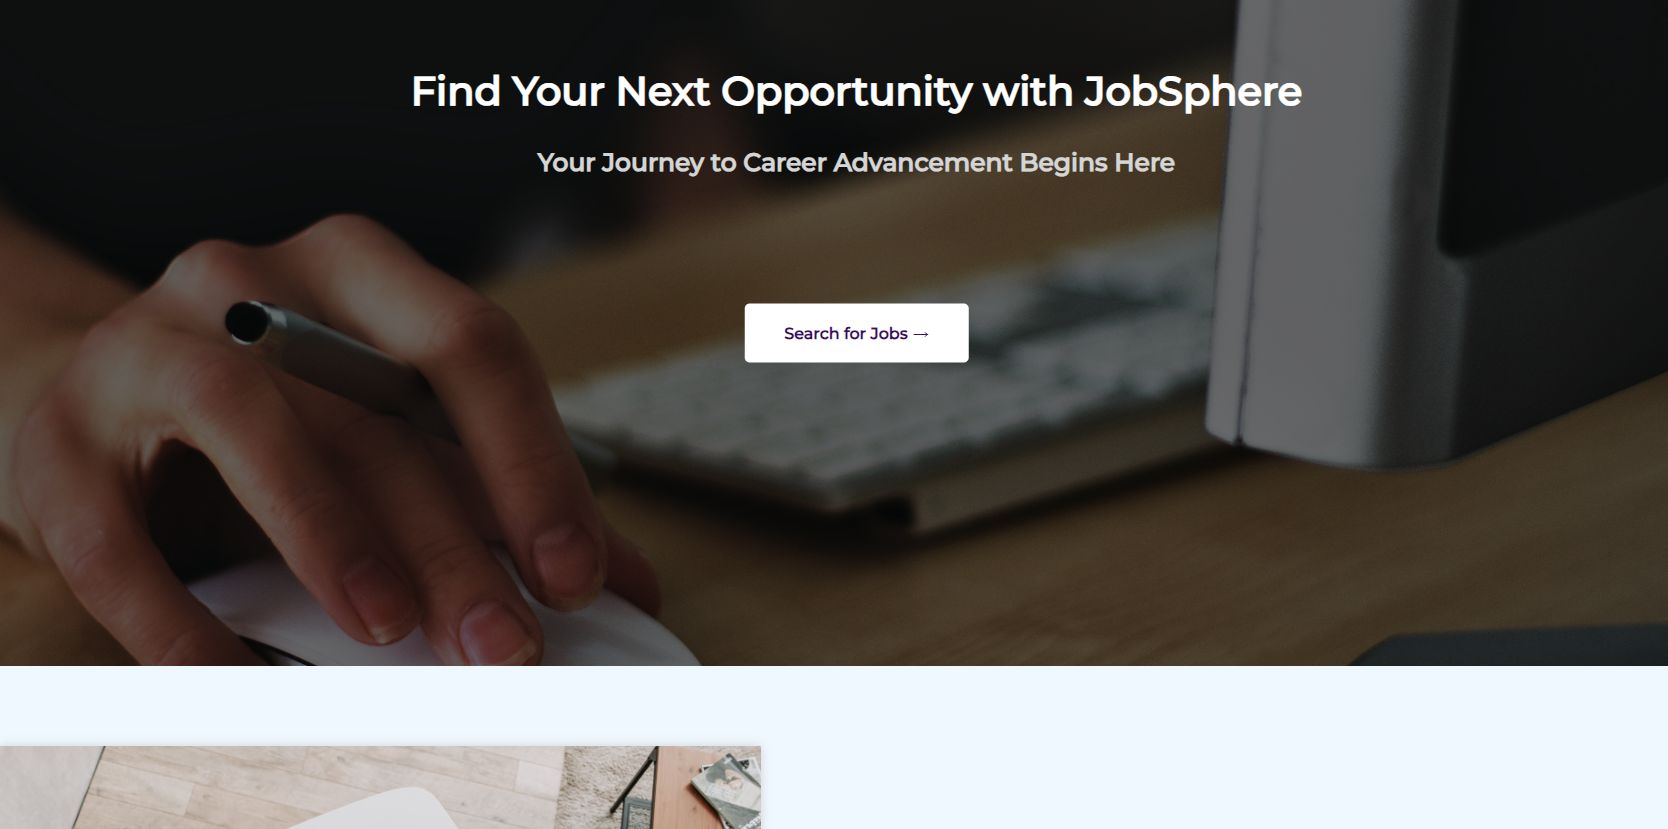 Find Your Next Opportunity with JobSphere
Your Journey to Career Advancement Begins Here
Search for Jobs →